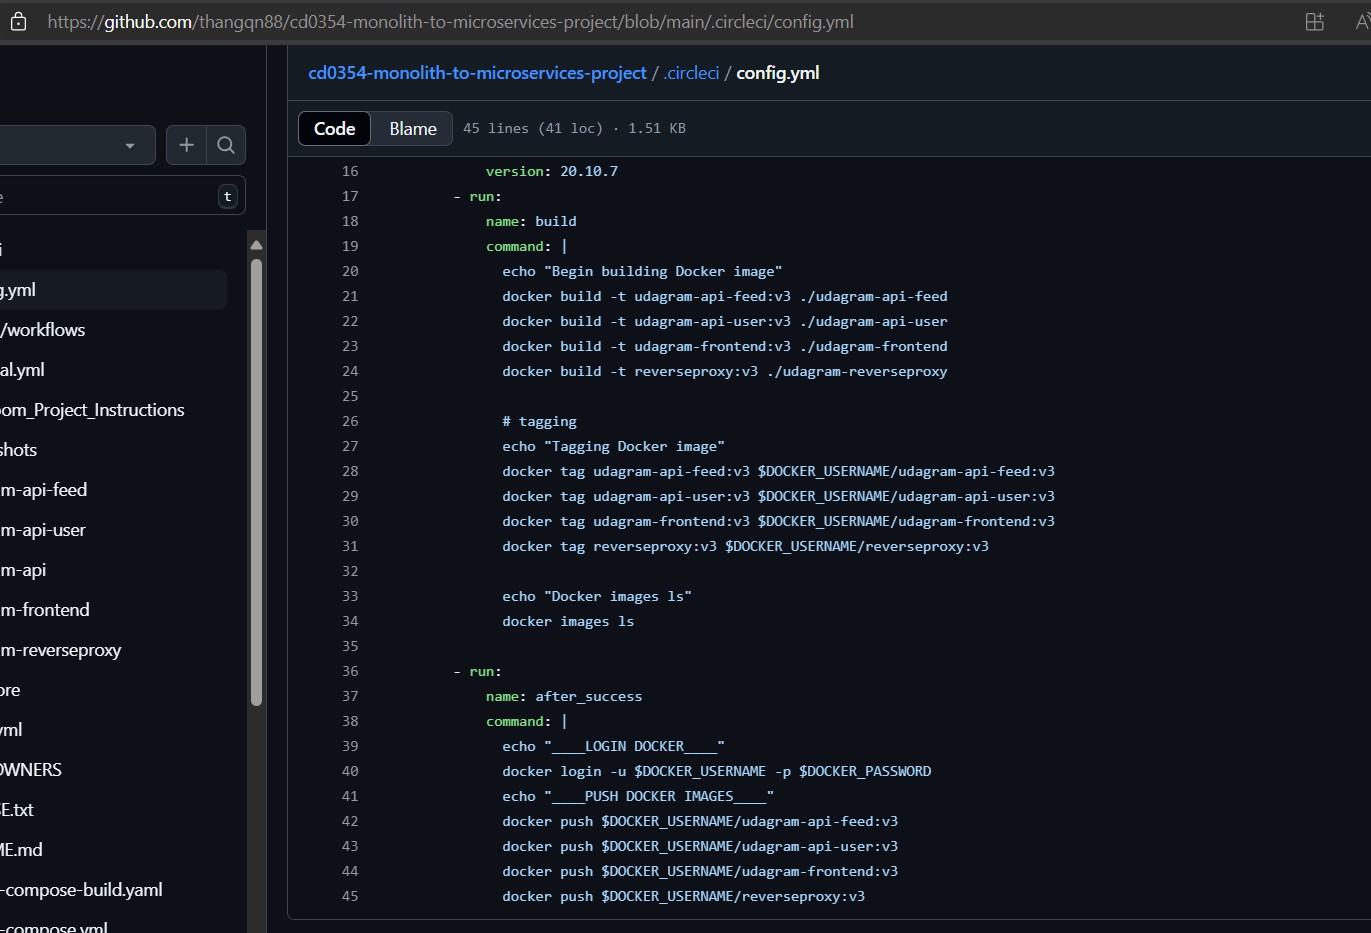 https://github.com/thangqn88/cd0354-monolith-to-microservices-project/blob/main/.circleci/config.yml
cd0354-monolith-to-microservices-project / .circleci / config.yml
Code Blame 45 lines (41 loc) · 1.51 KB
t
g.yml
/workflows
al.yml
oom_Project_Instructions
shots
m-api-feed
m-api-user
m-api
m-frontend
m-reverseproxy
ore
yml
OWNERS
SE.txt
ME.md
-compose-build.yaml
-compose.yml
16 version: 20.10.7
17 - run:
18 name: build
19 command: |
20 echo "Begin building Docker image"
21 docker build -t udagram-api-feed:v3 ./udagram-api-feed
22 docker build -t udagram-api-user:v3 ./udagram-api-user
23 docker build -t udagram-frontend:v3 ./udagram-frontend
24 docker build -t reverseproxy:v3 ./udagram-reverseproxy
25
26 # tagging
27 echo "Tagging Docker image"
28 docker tag udagram-api-feed:v3 $DOCKER_USERNAME/udagram-api-feed:v3
29 docker tag udagram-api-user:v3 $DOCKER_USERNAME/udagram-api-user:v3
30 docker tag udagram-frontend:v3 $DOCKER_USERNAME/udagram-frontend:v3
31 docker tag reverseproxy:v3 $DOCKER_USERNAME/reverseproxy:v3
32
33 echo "Docker images ls"
34 docker images ls
35
36 - run:
37 name: after_success
38 command: |
39 echo "____LOGIN DOCKER____"
40 docker login -u $DOCKER_USERNAME -p $DOCKER_PASSWORD
41 echo "____PUSH DOCKER IMAGES____"
42 docker push $DOCKER_USERNAME/udagram-api-feed:v3
43 docker push $DOCKER_USERNAME/udagram-api-user:v3
44 docker push $DOCKER_USERNAME/udagram-frontend:v3
45 docker push $DOCKER_USERNAME/reverseproxy:v3